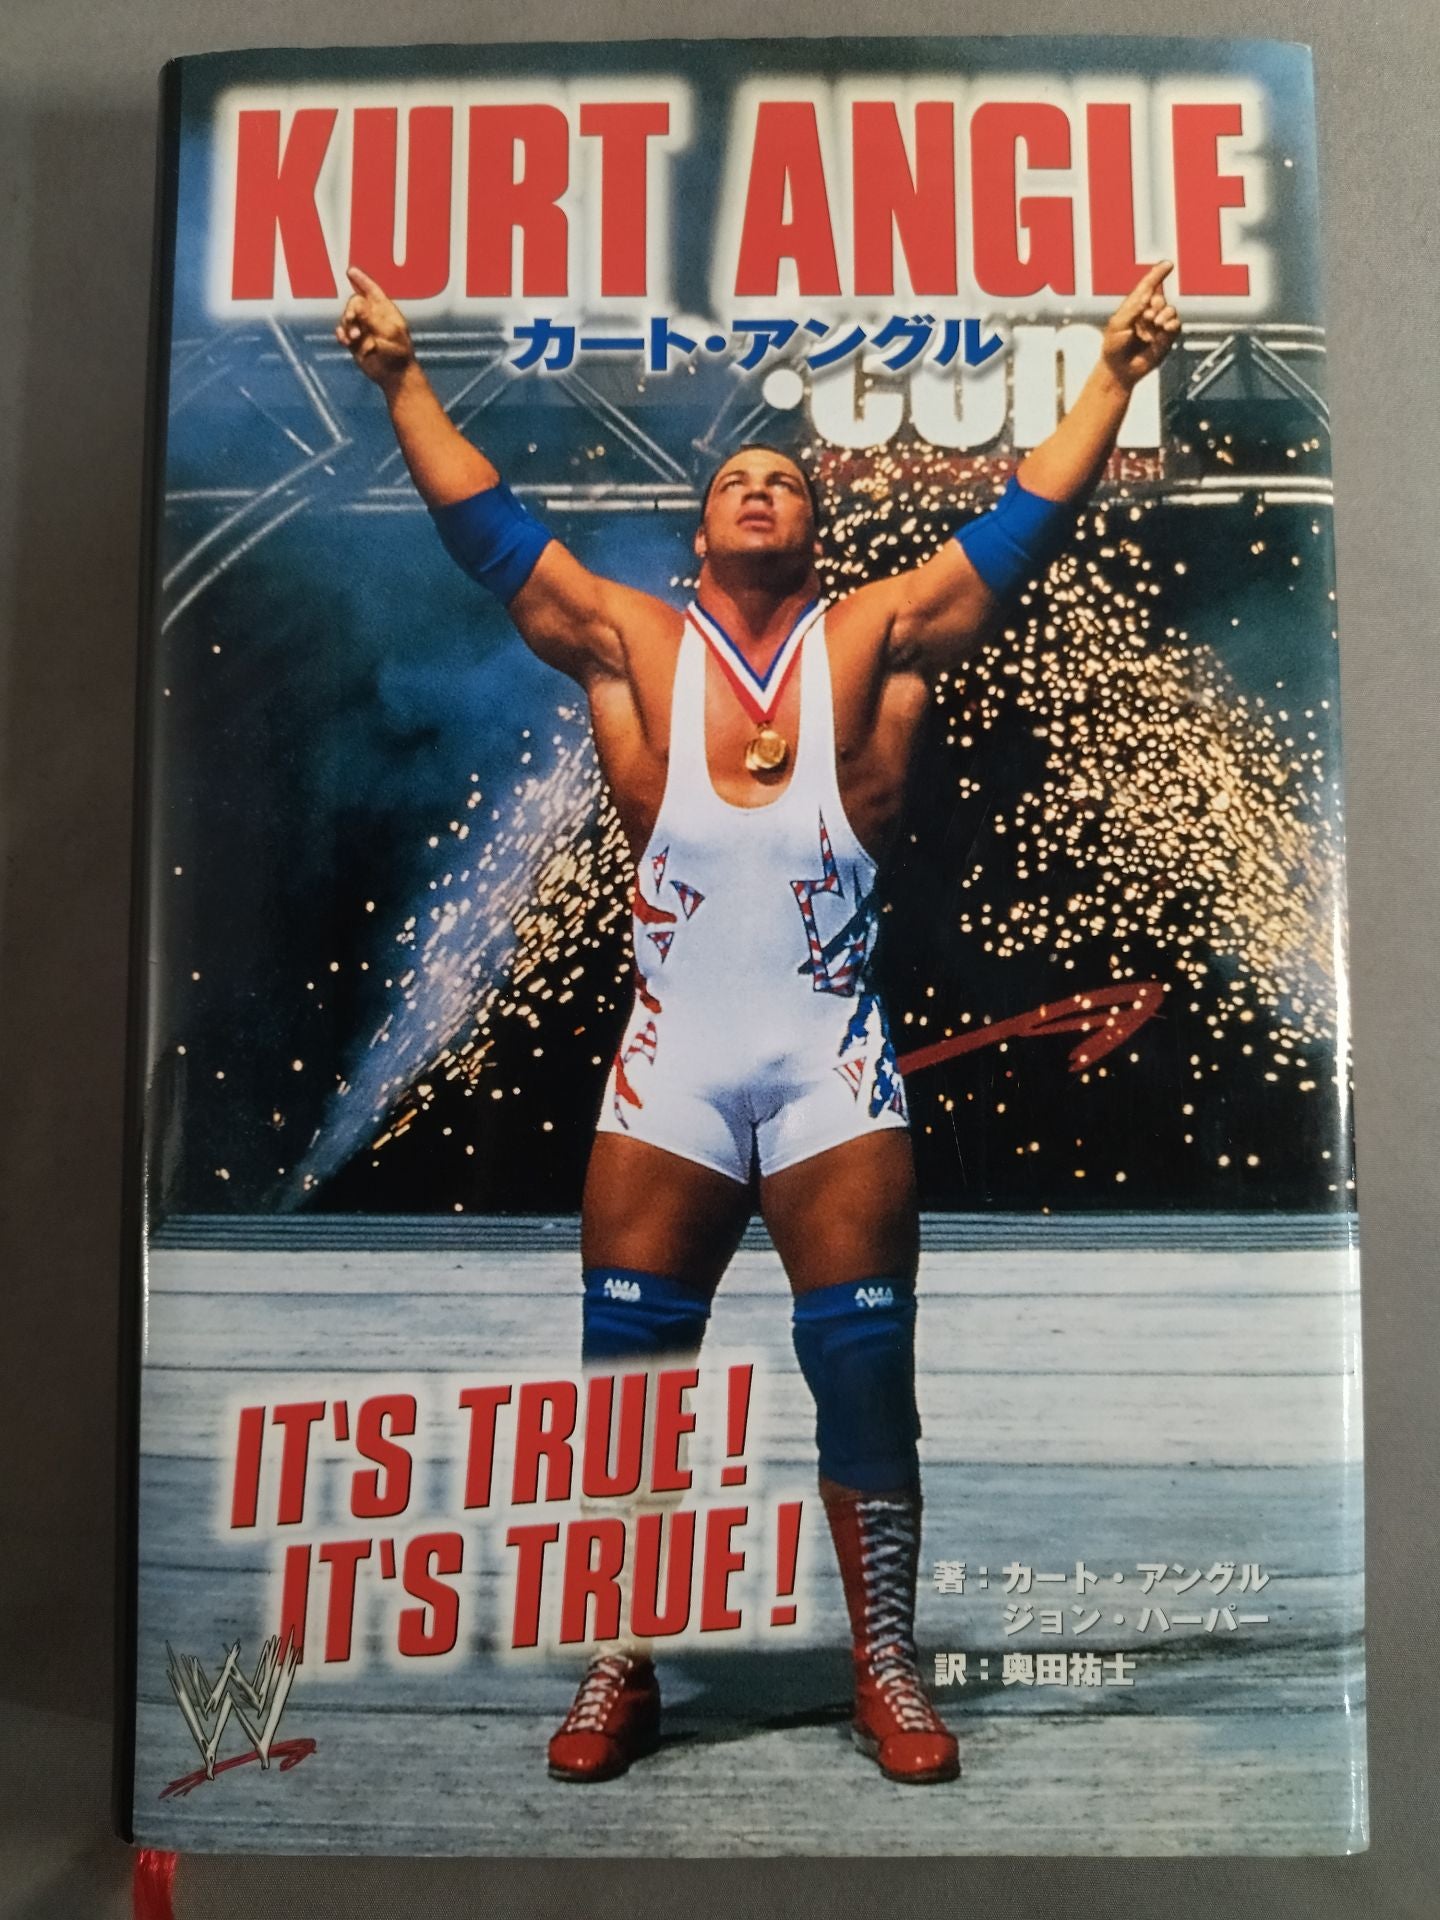 KURT ANGLE
カート・アングル
.com
IT'S TRUE!
IT'S TRUE!
著：カート・アングル
ジョン・ハーパー
訳：奥田祐士
W
AMA
AMA